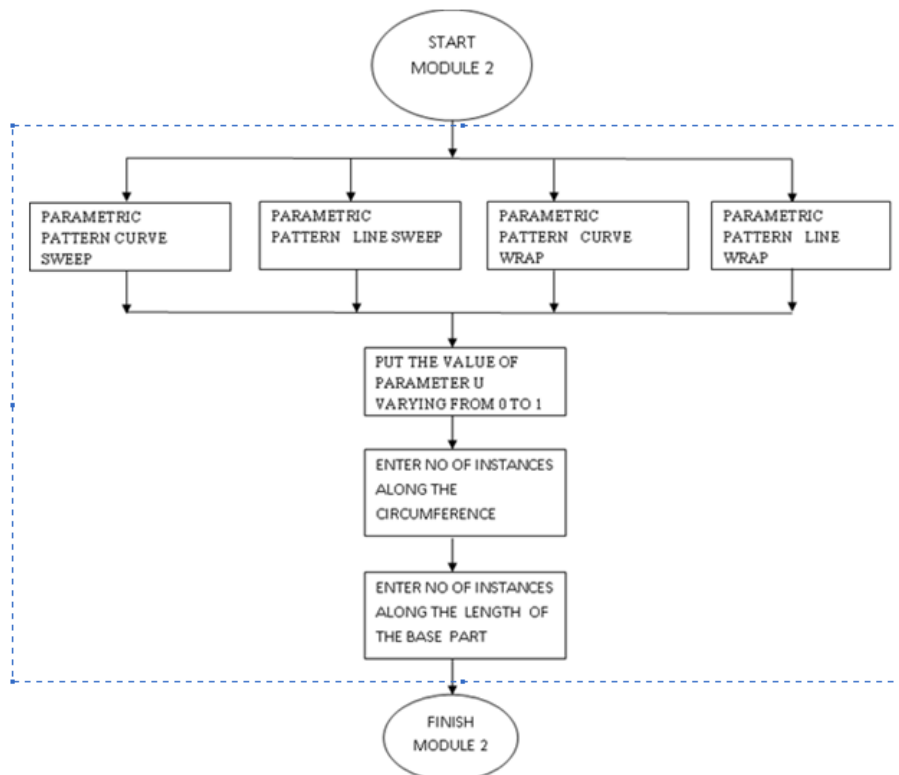 START
MODULE 2
PARAMETRIC
PATTERN CURVE
SWEEP
PARAMETRIC
PATTERN LINE SWEEP
PARAMETRIC
PATTERN CURVE
WRAP
PARAMETRIC
PATTERN LINE
WRAP
PUT THE VALUE OF
PARAMETER U
VARYING FROM 0 TO 1
ENTER NO OF INSTANCES
ALONG THE
CIRCUMFERENCE
ENTER NO OF INSTANCES
ALONG THE LENGTH OF
THE BASE PART
FINISH
MODULE 2